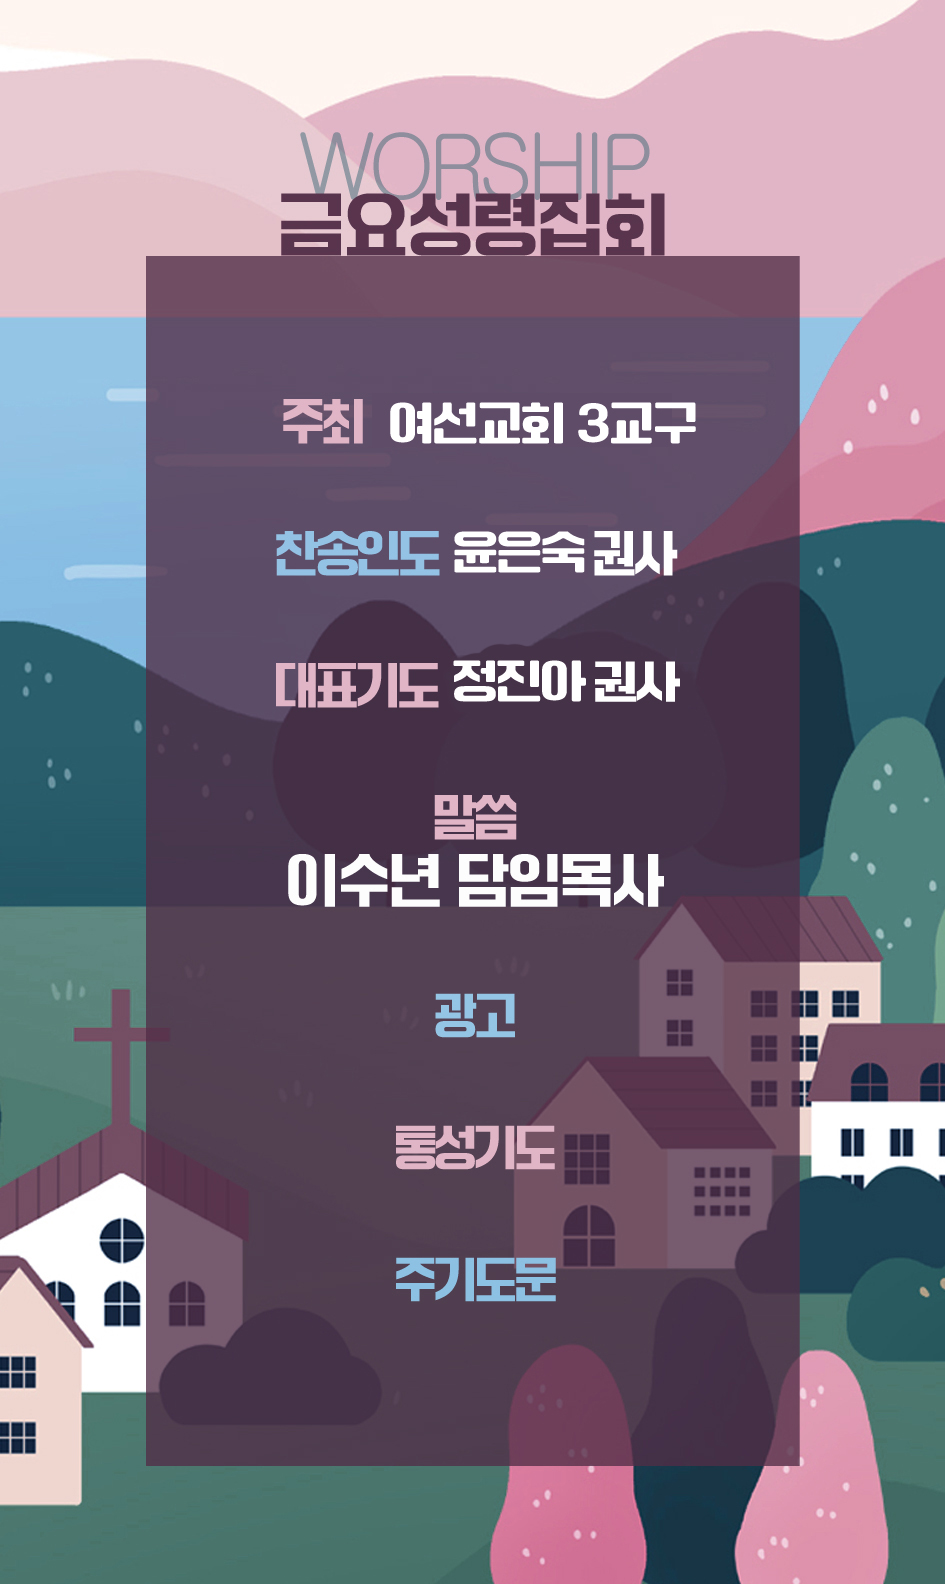 WORSHIP
금요성령집회
주최 여선교회 3교구
찬송인도 윤은숙 권사
대표기도 정진아 권사
말씀
이수년 담임목사
광고
통성기도
주기도문